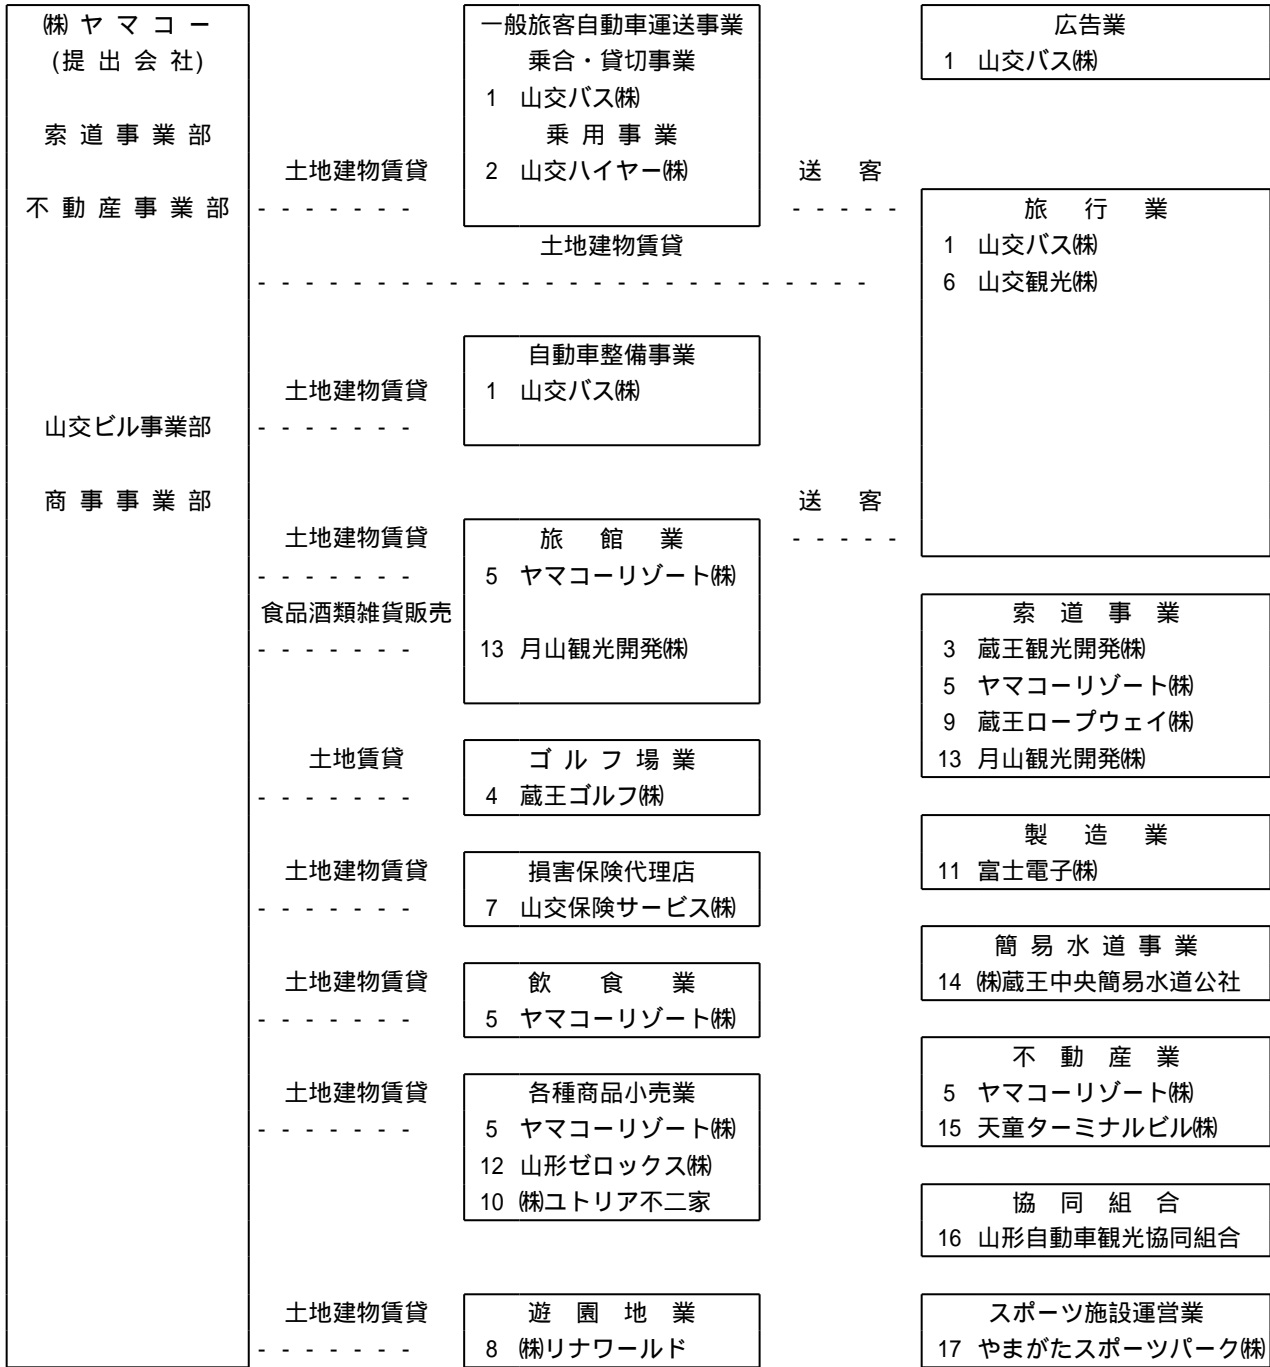 ㈱ヤマコー
(提出会社)
索道事業部
不動産事業部
山交ビル事業部
商事事業部
土地建物賃貸
- - - - - - -
一般旅客自動車運送事業
乗合・貸切事業
1 山交バス㈱
乗用事業
2 山交ハイヤー㈱
送 客
- - - - -
土地建物賃貸
- - - - - - - - - - - - - - - - - - - - - - - - - -
広告業
1 山交バス㈱
旅 行 業
1 山交バス㈱
6 山交観光㈱
土地建物賃貸
- - - - - - -
自動車整備事業
1 山交バス㈱
土地建物賃貸
- - - - - - -
食品酒類雑貨販売
- - - - - - -
旅 館 業
5 ヤマコーリゾート㈱
13 月山観光開発㈱
送 客
- - - - -
索 道 事 業
3 蔵王観光開発㈱
5 ヤマコーリゾート㈱
9 蔵王ロープウェイ㈱
13 月山観光開発㈱
土地賃貸
- - - - - - -
ゴルフ場業
4 蔵王ゴルフ㈱
製 造 業
11 富士電子㈱
土地建物賃貸
- - - - - - -
損害保険代理店
7 山交保険サービス㈱
簡易水道事業
14 ㈱蔵王中央簡易水道公社
土地建物賃貸
- - - - - - -
飲 食 業
5 ヤマコーリゾート㈱
不 動 産 業
5 ヤマコーリゾート㈱
15 天童ターミナルビル㈱
土地建物賃貸
- - - - - - -
各種商品小売業
5 ヤマコーリゾート㈱
12 山形ゼロックス㈱
10 ㈱ユトリア不二家
協 同 組 合
16 山形自動車観光協同組合
土地建物賃貸
- - - - - - -
遊 園 地 業
8 ㈱リナワールド
スポーツ施設運営業
17 やまがたスポーツパーク㈱